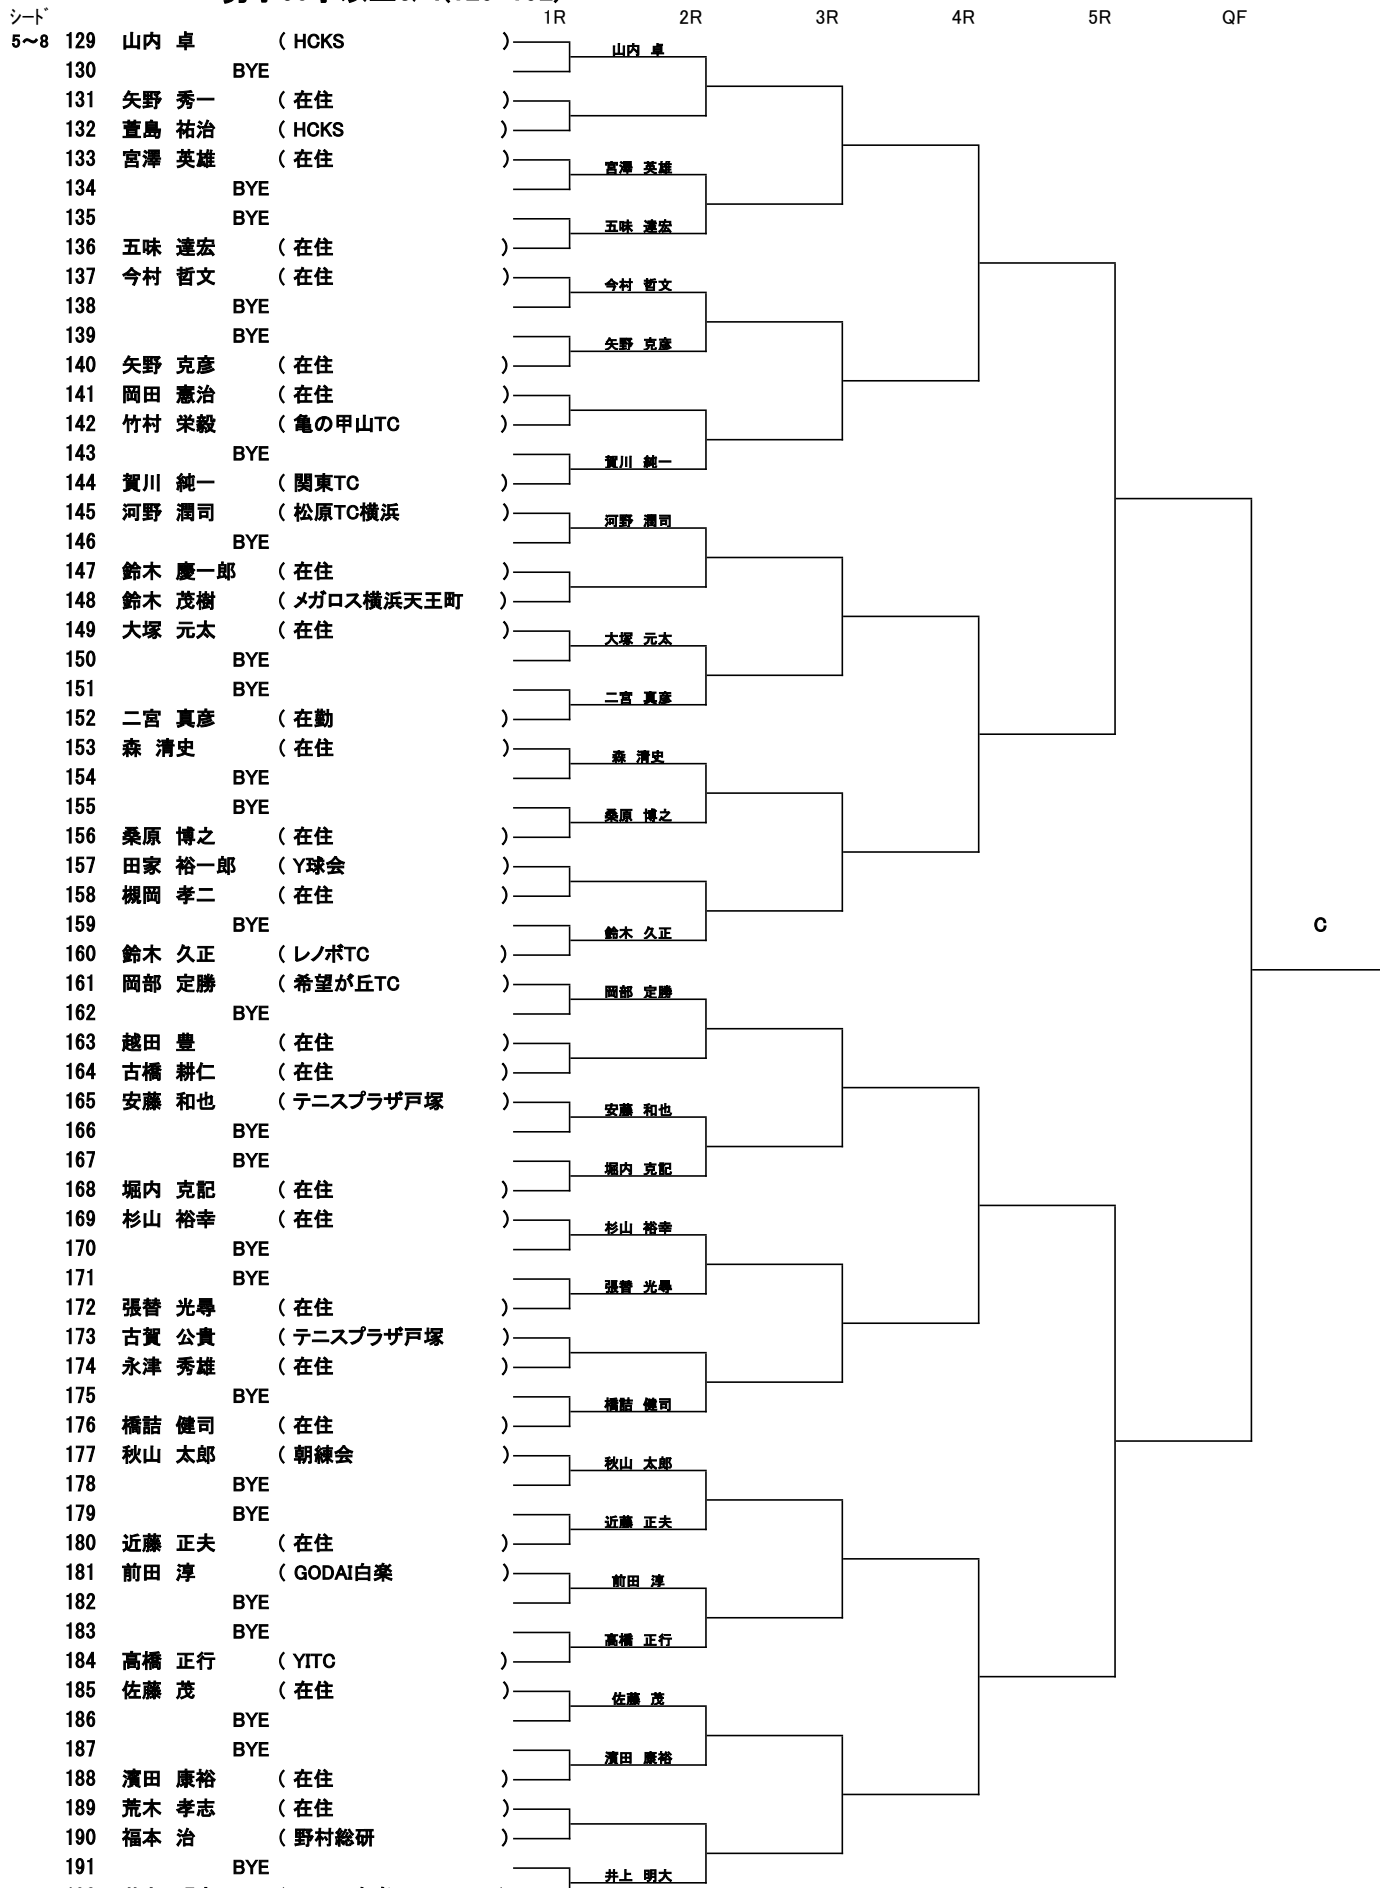 シード 1R 2R 3R 4R 5R QF
5～8 129 山内 卓 ( HCKS ) 山内 卓
130 BYE
131 矢野 秀一 ( 在住 )
132 萱島 祐治 ( HCKS )
133 宮澤 英雄 ( 在住 ) 宮澤 英雄
134 BYE
135 BYE 五味 達宏
136 五味 達宏 ( 在住 )
137 今村 哲文 ( 在住 ) 今村 哲文
138 BYE
139 BYE 矢野 克彦
140 矢野 克彦 ( 在住 )
141 岡田 憲治 ( 在住 )
142 竹村 栄毅 ( 亀の甲山TC )
143 BYE 賀川 純一
144 賀川 純一 ( 関東TC )
145 河野 潤司 ( 松原TC横浜 ) 河野 潤司
146 BYE
147 鈴木 慶一郎 ( 在住 )
148 鈴木 茂樹 ( メガロス横浜天王町 )
149 大塚 元太 ( 在住 ) 大塚 元太
150 BYE
151 BYE 二宮 真彦
152 二宮 真彦 ( 在勤 )
153 森 清史 ( 在住 ) 森 清史
154 BYE
155 BYE 桑原 博之
156 桑原 博之 ( 在住 )
157 田家 裕一郎 ( Y球会 )
158 槻岡 孝二 ( 在住 )
159 BYE 鈴木 久正 C
160 鈴木 久正 ( レノボTC )
161 岡部 定勝 ( 希望が丘TC ) 岡部 定勝
162 BYE
163 越田 豊 ( 在住 )
164 古橋 耕仁 ( 在住 )
165 安藤 和也 ( テニスプラザ戸塚 ) 安藤 和也
166 BYE
167 BYE 堀内 克記
168 堀内 克記 ( 在住 )
169 杉山 裕幸 ( 在住 ) 杉山 裕幸
170 BYE
171 BYE 張替 光尋
172 張替 光尋 ( 在住 )
173 古賀 公貴 ( テニスプラザ戸塚 )
174 永津 秀雄 ( 在住 )
175 BYE 橋詰 健司
176 橋詰 健司 ( 在住 )
177 秋山 太郎 ( 朝練会 ) 秋山 太郎
178 BYE
179 BYE 近藤 正夫
180 近藤 正夫 ( 在住 )
181 前田 淳 ( GODAI白楽 ) 前田 淳
182 BYE
183 BYE 高橋 正行
184 高橋 正行 ( YITC )
185 佐藤 茂 ( 在住 ) 佐藤 茂
186 BYE
187 BYE 濱田 康裕
188 濱田 康裕 ( 在住 )
189 荒木 孝志 ( 在住 )
190 福本 治 ( 野村総研 )
191 BYE 井上 明大